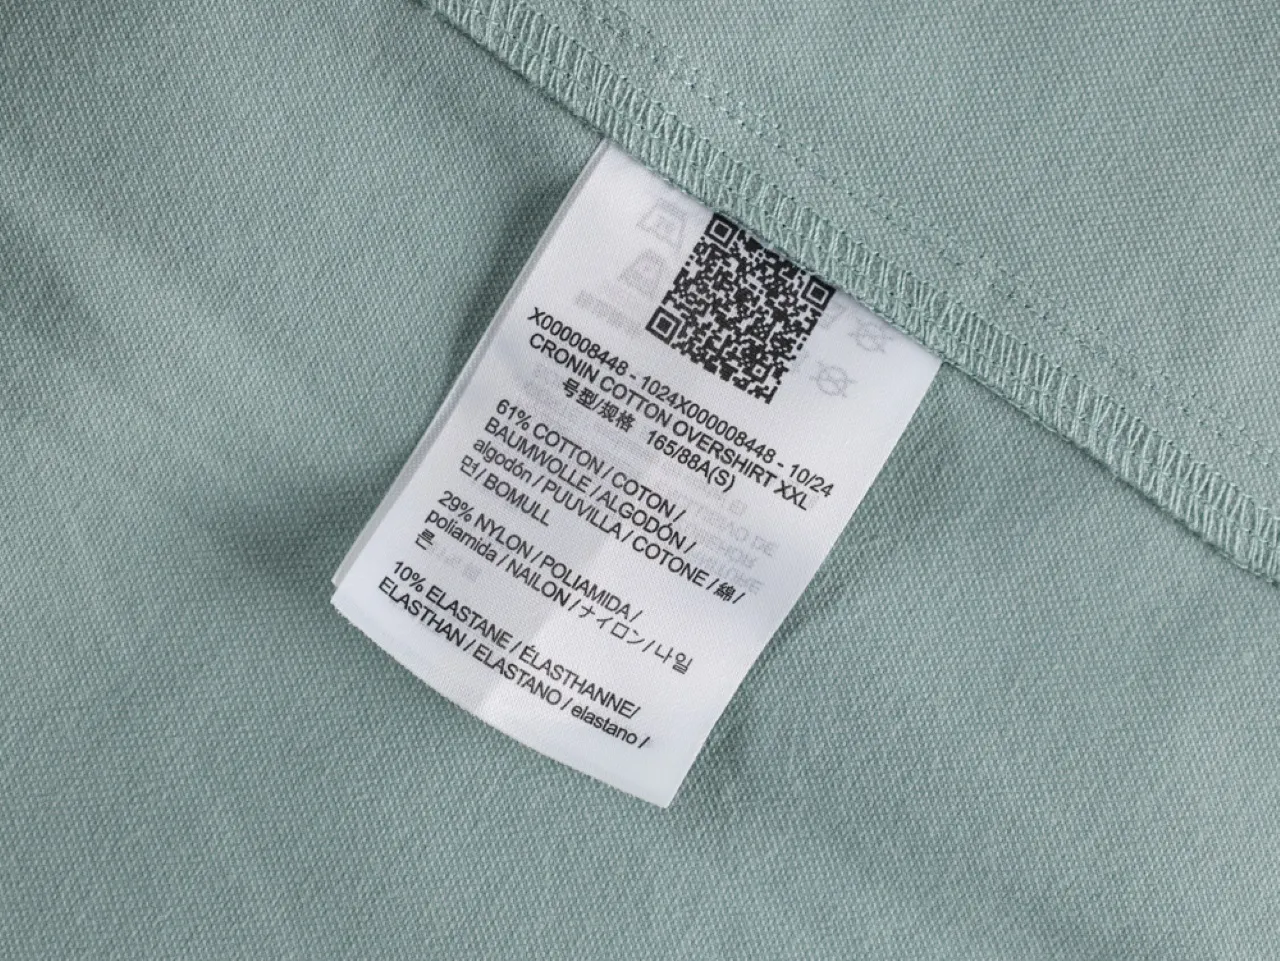 X000008448 - 1024X000008448 - 10/24
CRONIN COTTON OVERSHIRT XXL
号型/规格 165/88A(S)
61% COTTON / COTON /
BAUMWOLLE / ALGODÓN /
algodón / PUUVILLA / COTONE / 綿 /
면 / BOMULL
29% NYLON / POLIAMIDA /
poliamida / NAILON / ナイロン / 나일
론
10% ELASTANE / ÉLASTHANNE/
ELASTHAN / ELASTANO / elastano /